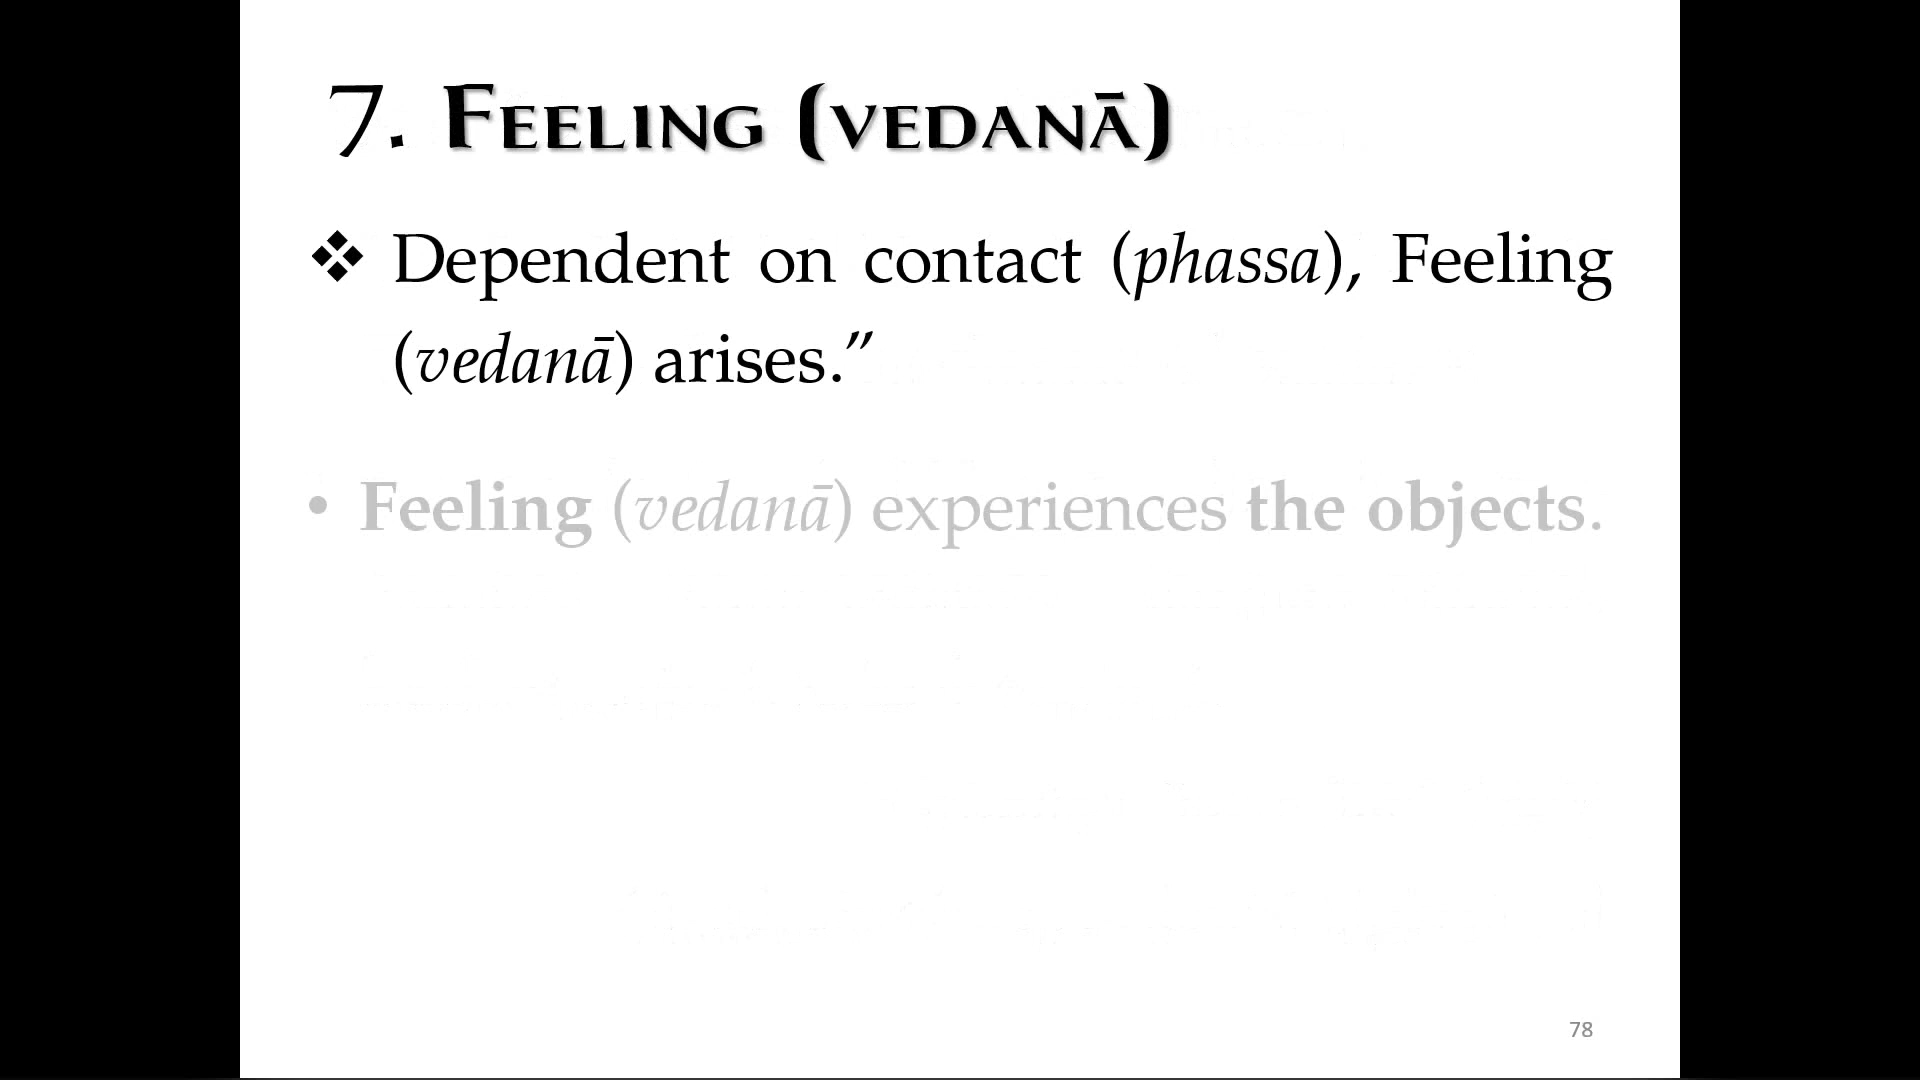 7. FEELING (VEDANĀ)
❖ Dependent on contact (phassa), Feeling
(vedanā) arises.”
• Feeling (vedanā) experiences the objects.
78